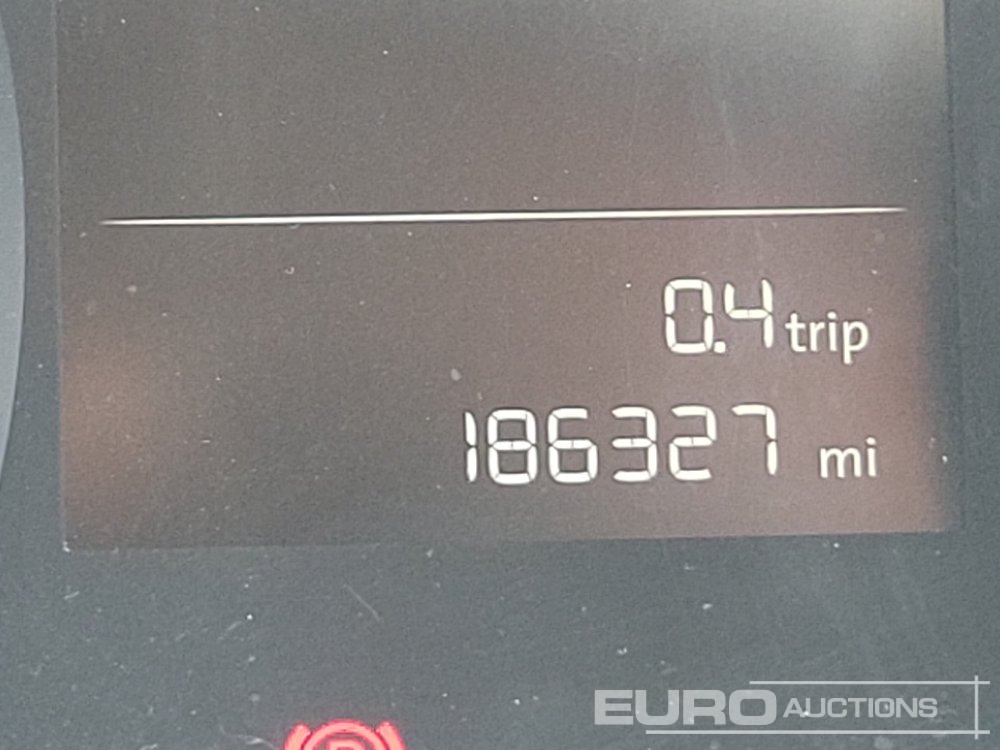 0.4 trip
186327 mi
EURO AUCTIONS